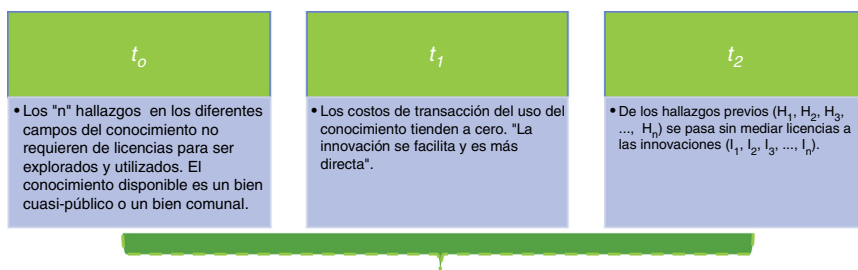 t₀
• Los "n" hallazgos en los diferentes
campos del conocimiento no
requieren de licencias para ser
explorados y utilizados. El
conocimiento disponible es un bien
cuasi-público o un bien comunal.
t₁
• Los costos de transacción del uso del
conocimiento tienden a cero. "La
innovación se facilita y es más
directa".
t₂
• De los hallazgos previos (H₁, H₂, H₃,
..., Hₙ) se pasa sin mediar licencias a
las innovaciones (I₁, I₂, I₃, ..., Iₙ).